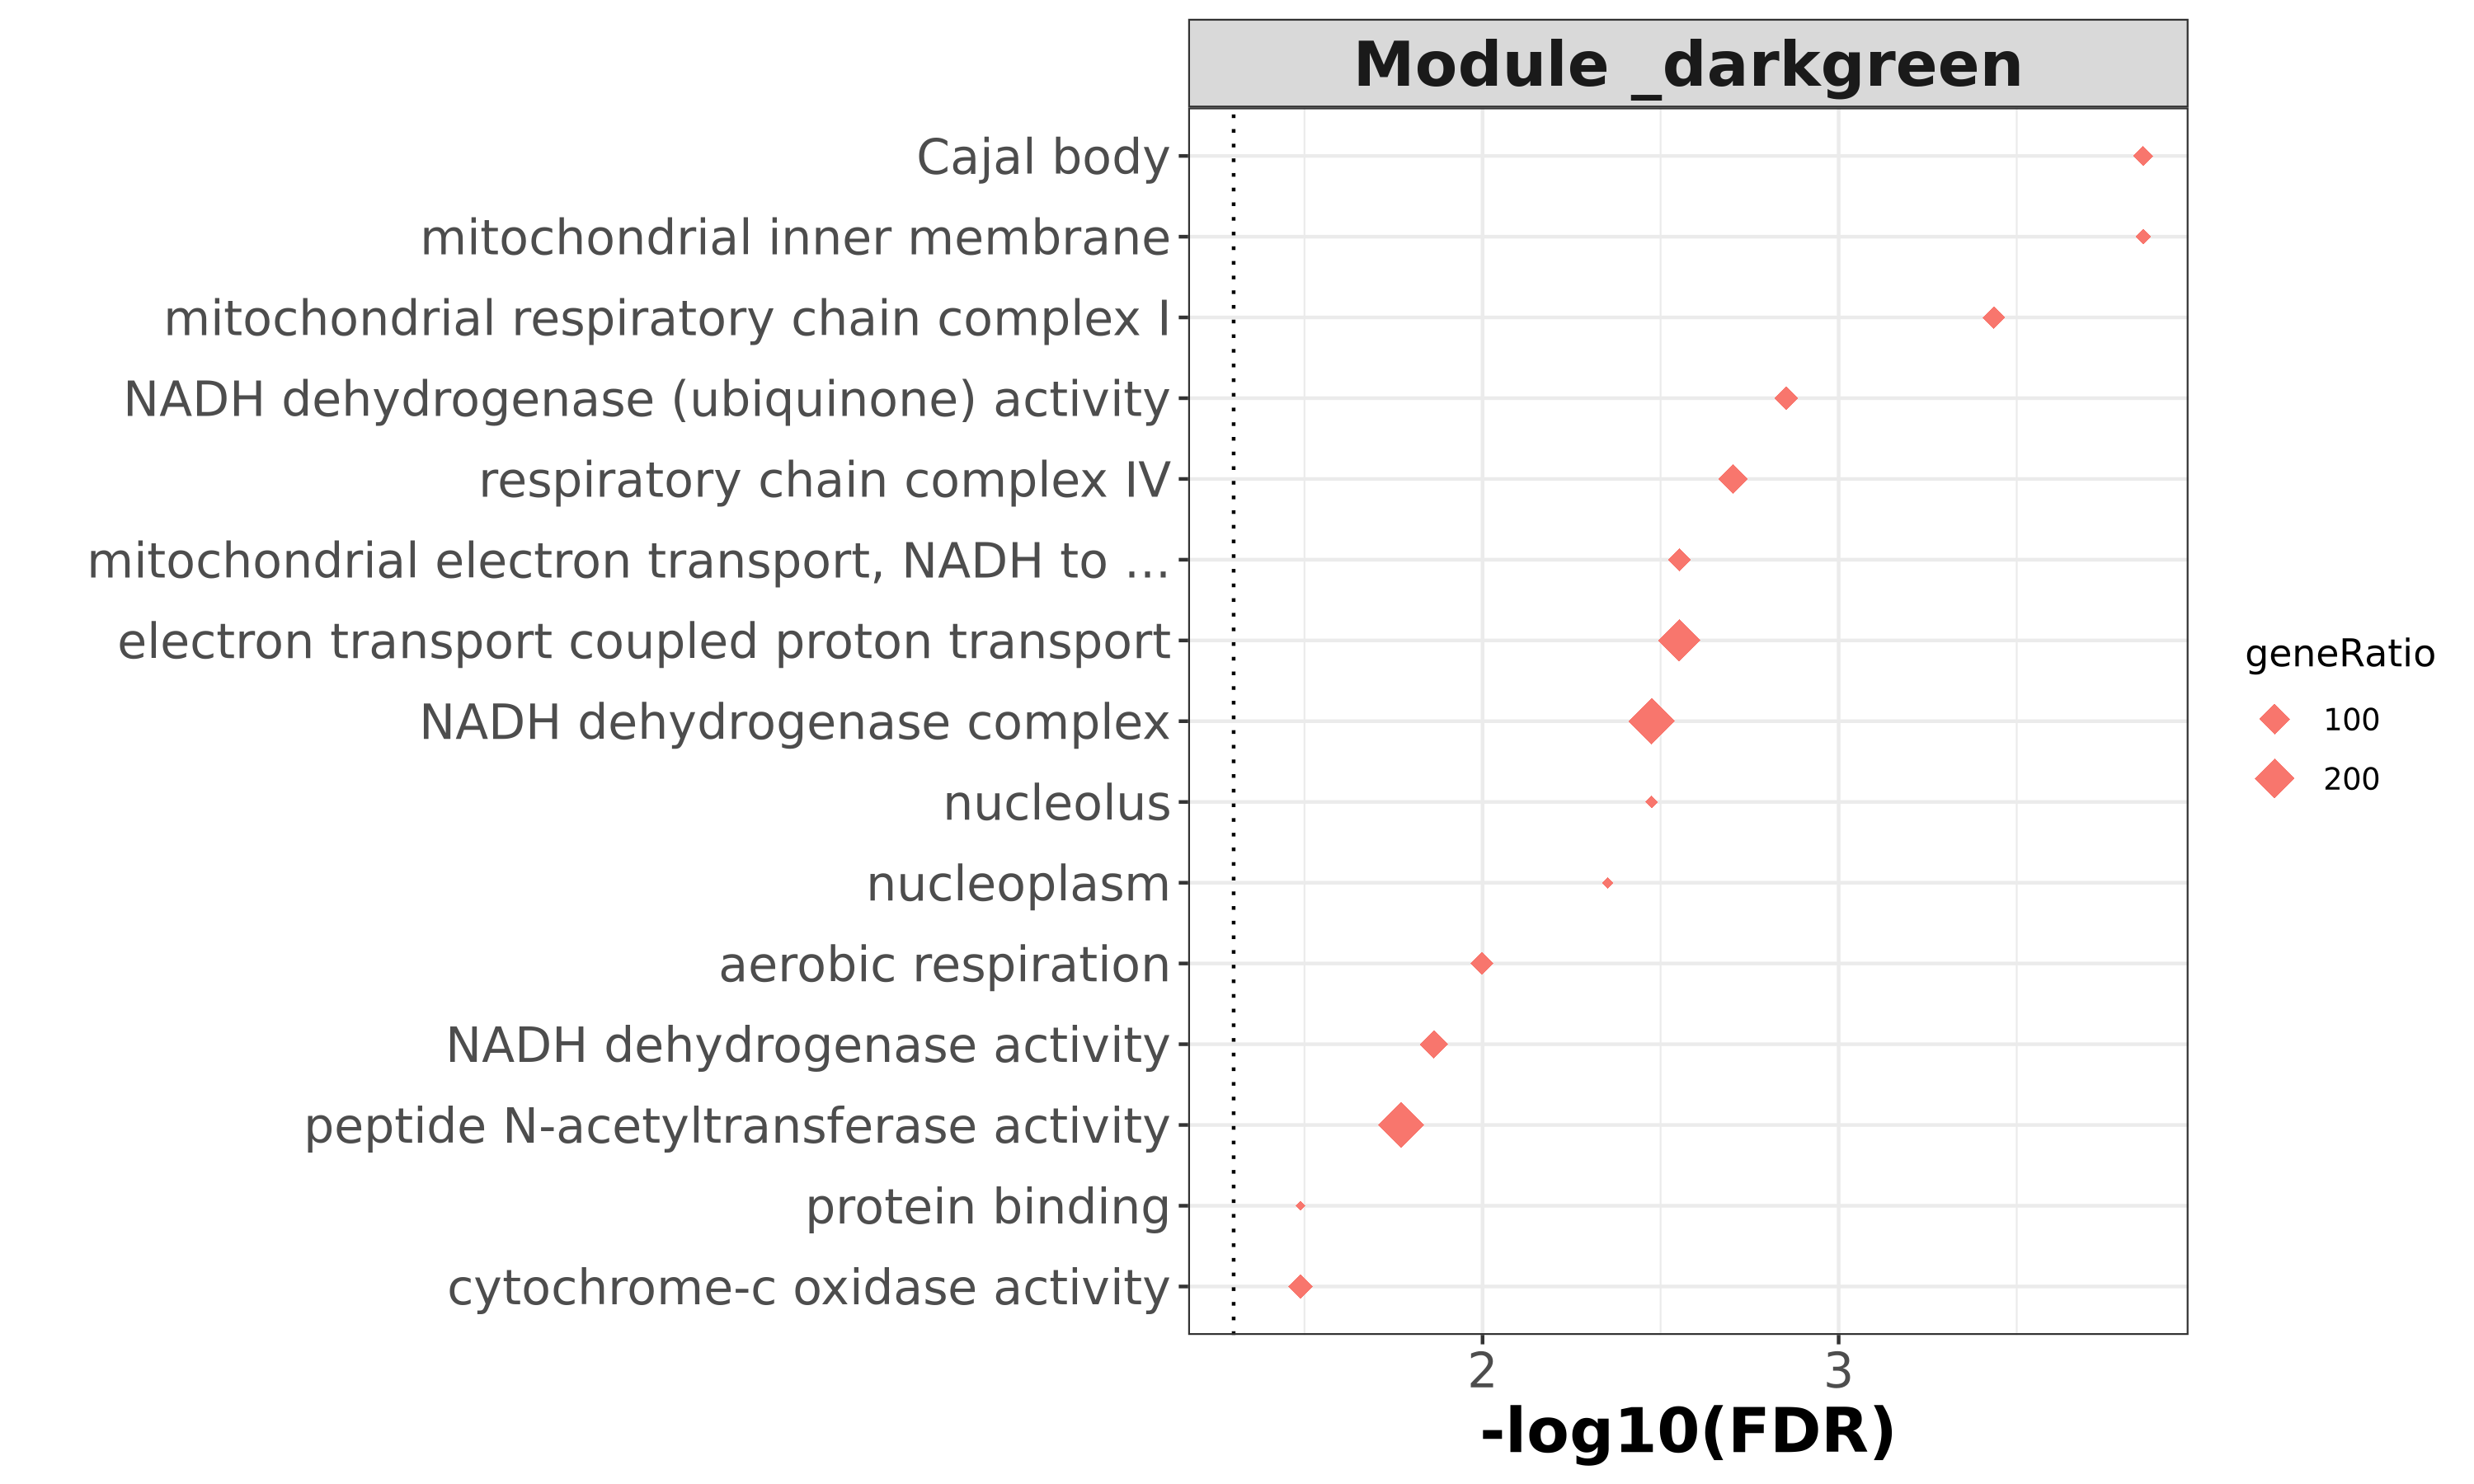 Module _darkgreen
Cajal body
mitochondrial inner membrane
mitochondrial respiratory chain complex I
NADH dehydrogenase (ubiquinone) activity
respiratory chain complex IV
mitochondrial electron transport, NADH to ...
electron transport coupled proton transport
NADH dehydrogenase complex
nucleolus
nucleoplasm
aerobic respiration
NADH dehydrogenase activity
peptide N-acetyltransferase activity
protein binding
cytochrome-c oxidase activity
2
3
-log10(FDR)
geneRatio
100
200